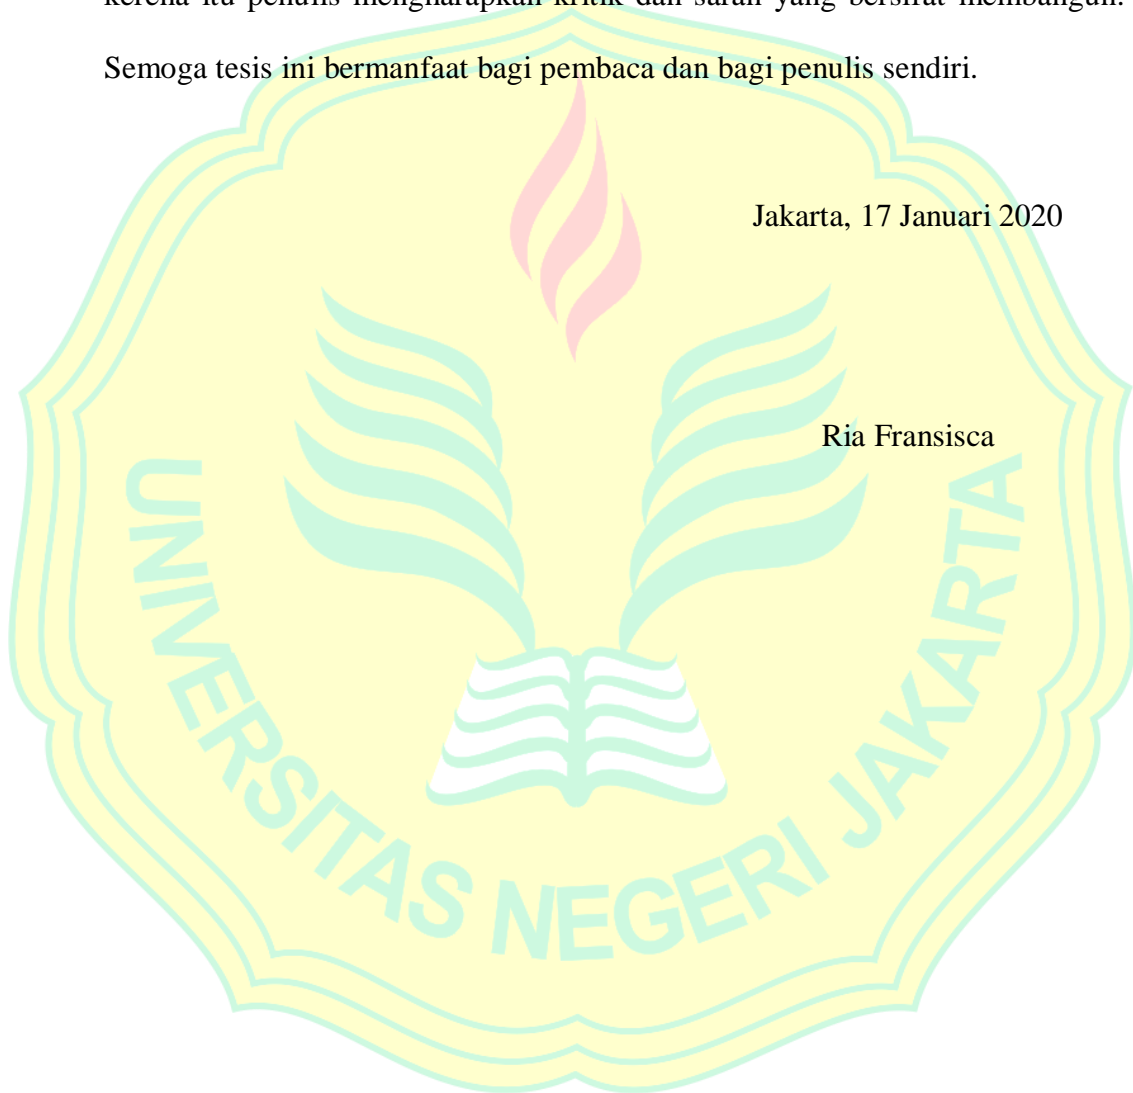 kerena itu penulis mengharapkan kritik dan saran yang bersifat membangun.
Semoga tesis ini bermanfaat bagi pembaca dan bagi penulis sendiri.
Jakarta, 17 Januari 2020
Ria Fransisca
UNIVERSITAS NEGERI JAKARTA